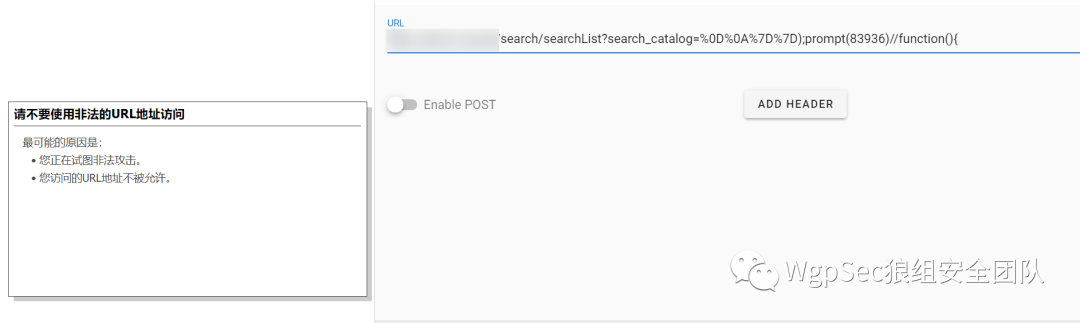 请不要使用非法的URL地址访问
最可能的原因是：
• 您正在试图非法攻击。
• 您访问的URL地址不被允许。
URL
/search/searchList?search_catalog=%0D%0A%7D%7D);prompt(83936)//function(){
Enable POST
ADD HEADER
WgpSec狼组安全团队